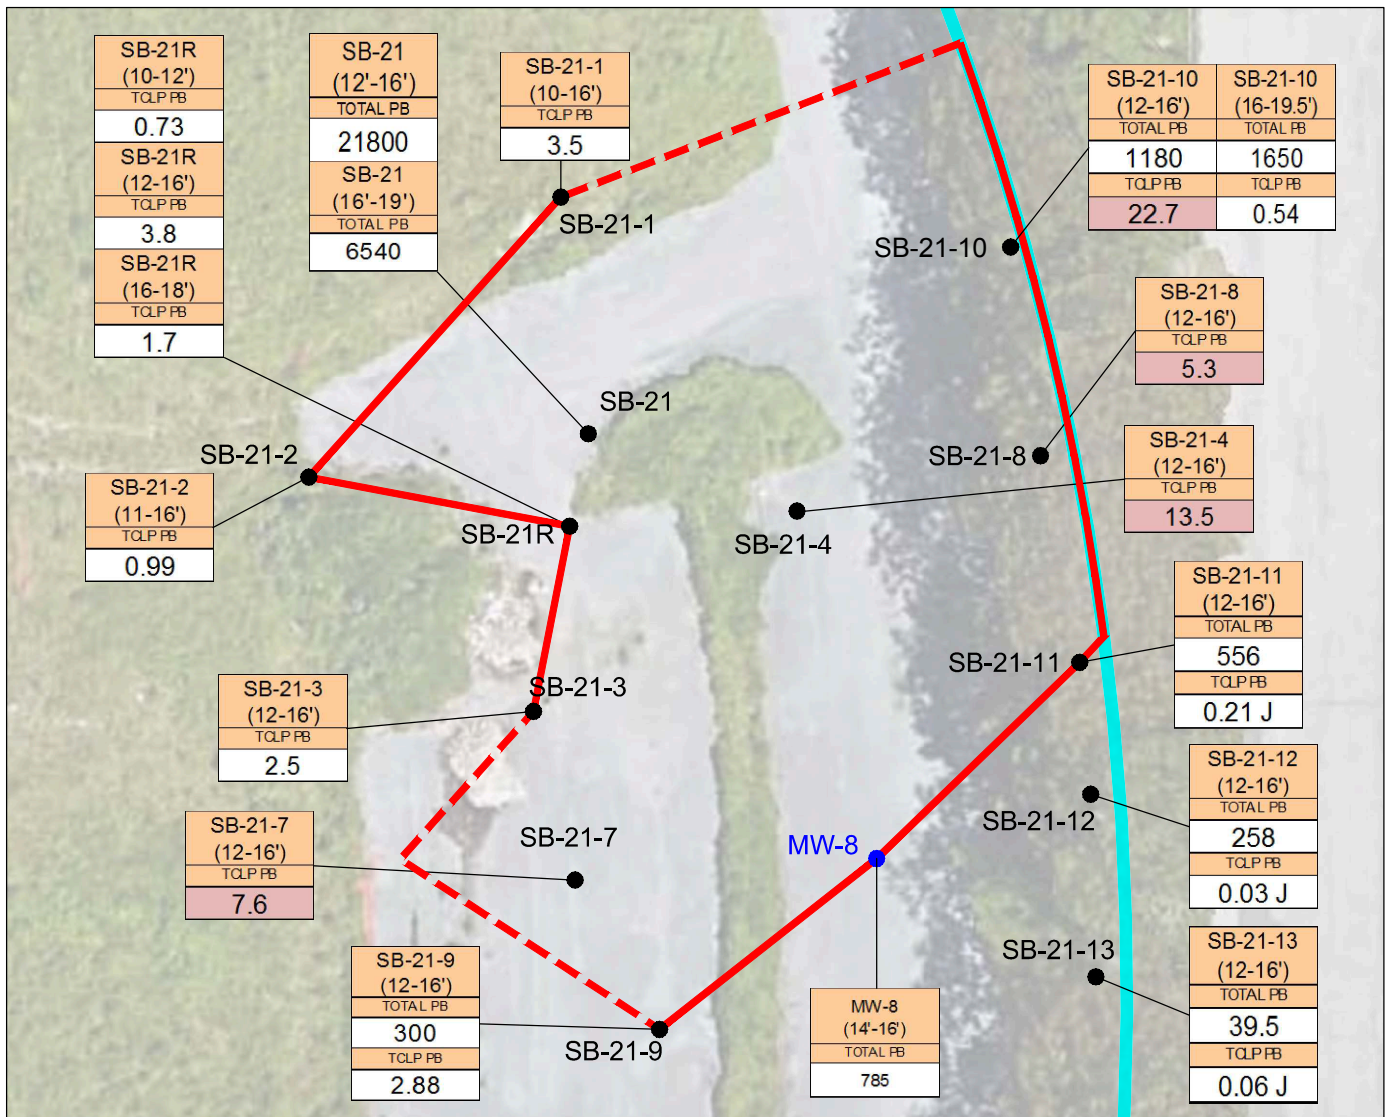 SB-21R
(10-12')
TCLP PB
0.73
SB-21R
(12-16')
TCLP PB
3.8
SB-21R
(16-18')
TCLP PB
1.7
SB-21
(12'-16')
TOTAL PB
21800
SB-21
(16'-19')
TOTAL PB
6540
SB-21-1
(10-16')
TCLP PB
3.5
SB-21-10
(12-16')
TOTAL PB
1180
TCLP PB
22.7
SB-21-10
(16-19.5')
TOTAL PB
1650
TCLP PB
0.54
SB-21-1
SB-21-10
SB-21-8
(12-16')
TCLP PB
5.3
SB-21
SB-21-2
SB-21-8
SB-21-4
(12-16')
TCLP PB
13.5
SB-21-2
(11-16')
TCLP PB
0.99
SB-21R
SB-21-4
SB-21-11
(12-16')
TOTAL PB
556
TCLP PB
0.21 J
SB-21-11
SB-21-3
SB-21-3
(12-16')
TCLP PB
2.5
SB-21-12
(12-16')
TOTAL PB
258
TCLP PB
0.03 J
SB-21-12
SB-21-7
(12-16')
TCLP PB
7.6
SB-21-7
MW-8
SB-21-13
SB-21-13
(12-16')
TOTAL PB
39.5
TCLP PB
0.06 J
SB-21-9
(12-16')
TOTAL PB
300
TCLP PB
2.88
SB-21-9
MW-8
(14'-16')
TOTAL PB
785